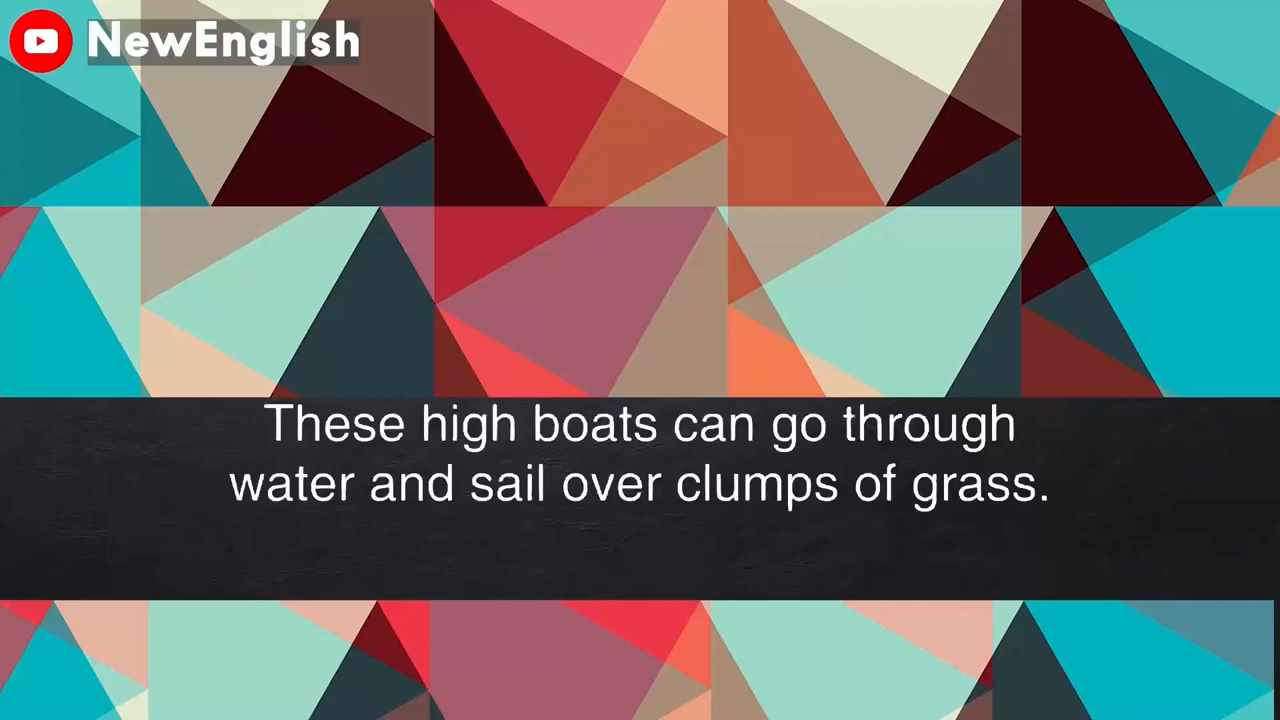 NewEnglish
These high boats can go through
water and sail over clumps of grass.